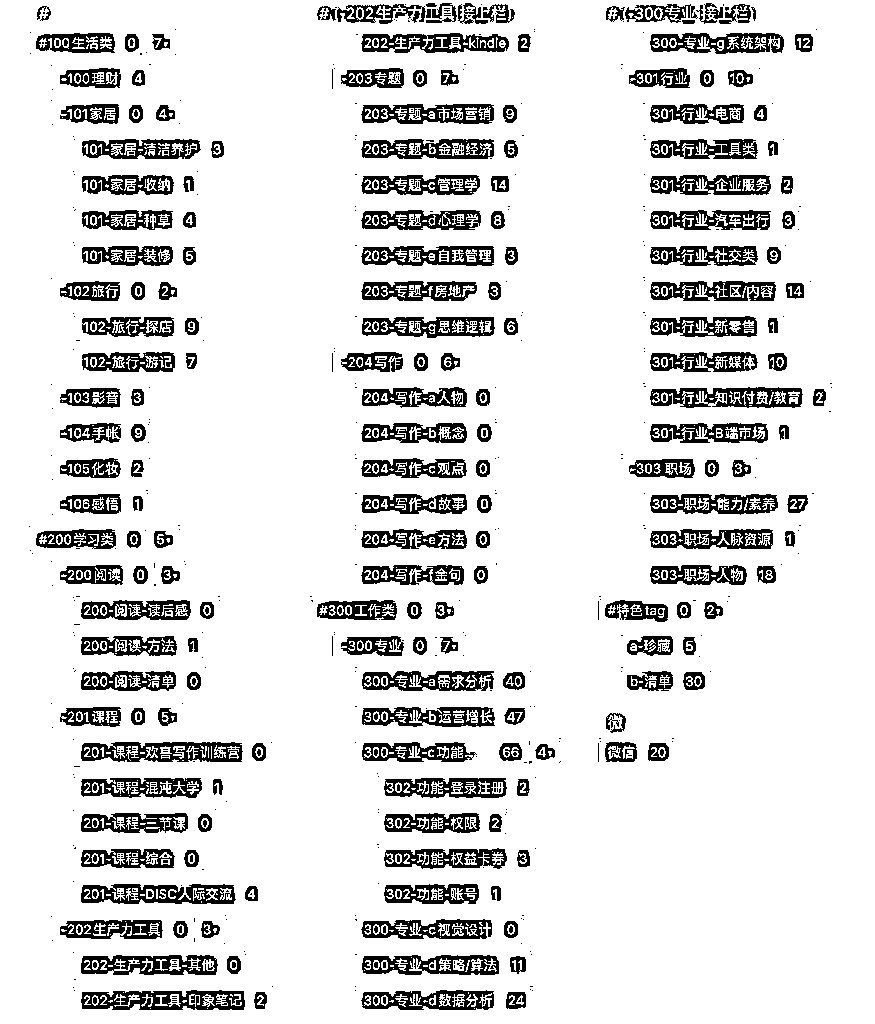 #
#100生活类 0 7▾
-100理财 4
-101家居 0 4▾
101-家居-清洁养护 3
101-家居-收纳 1
101-家居-种草 4
101-家居-装修 5
-102旅行 0 2▾
102-旅行-探店 9
102-旅行-游记 7
-103影音 3
-104手帐 9
-105化妆 2
-106感悟 1
#200学习类 0 5▾
-200阅读 0 3▾
200-阅读-读后感 0
200-阅读-方法 1
200-阅读-清单 0
-201课程 0 5▾
201-课程-欢喜写作训练营 0
201-课程-混沌大学 1
201-课程-三节课 0
201-课程-综合 0
201-课程-DISC人际交流 4
-202生产力工具 0 3▾
202-生产力工具-其他 0
202-生产力工具-印象笔记 2
# (-202生产力工具 接上栏)
202-生产力工具-kindle 2
-203专题 0 7▾
203-专题-a市场营销 9
203-专题-b金融经济 5
203-专题-c管理学 14
203-专题-d心理学 8
203-专题-e自我管理 3
203-专题-f房地产 3
203-专题-g思维逻辑 6
-204写作 0 6▾
204-写作-a人物 0
204-写作-b概念 0
204-写作-c观点 0
204-写作-d故事 0
204-写作-e方法 0
204-写作-f金句 0
#300工作类 0 3▾
-300专业 0 7▾
300-专业-a需求分析 40
300-专业-b运营增长 47
300-专业-c功能... 66 4▾
302-功能-登录注册 2
302-功能-权限 2
302-功能-权益卡券 3
302-功能-账号 1
300-专业-c视觉设计 0
300-专业-d策略/算法 11
300-专业-d数据分析 24
# (-300专业 接上栏)
300-专业-g系统架构 12
-301行业 0 10▾
301-行业-电商 4
301-行业-工具类 1
301-行业-企业服务 2
301-行业-汽车出行 3
301-行业-社交类 9
301-行业-社区/内容 14
301-行业-新零售 1
301-行业-新媒体 10
301-行业-知识付费/教育 2
301-行业-B端市场 1
-303职场 0 3▾
303-职场-能力/素养 27
303-职场-人脉资源 1
303-职场-人物 18
#特色tag 0 2▾
a-珍藏 5
b-清单 30
微
微信 20